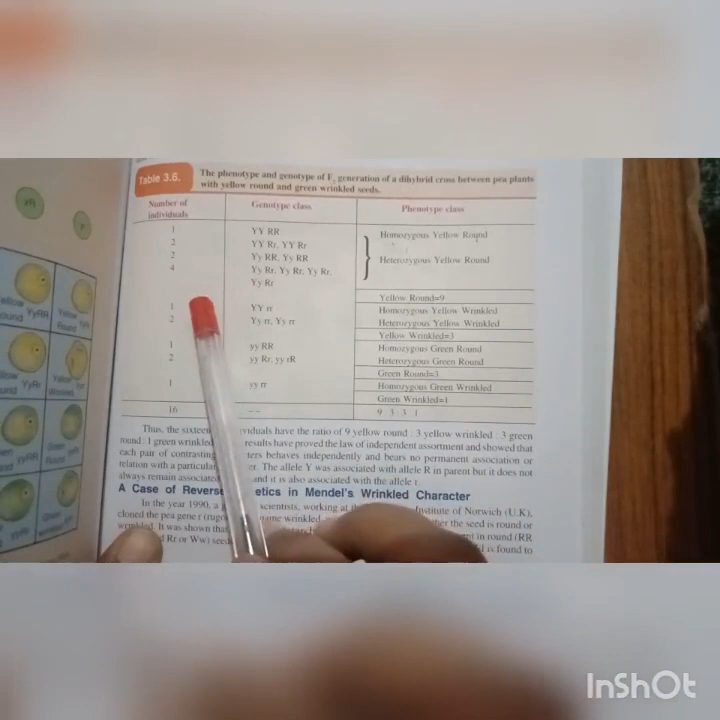 Table 3.6.
The phenotype and genotype of F2 generation of a dihybrid cross between pea plants
with yellow round and green wrinkled seeds.
Number of individuals Genotype class Phenotype class
1 YY RR Homozygous Yellow Round
2 YY Rr, YY Rr
2 Yy RR, Yy RR Heterozygous Yellow Round
4 Yy Rr, Yy Rr, Yy Rr,
Yy Rr
Yellow Round=9
1 YY rr Homozygous Yellow Wrinkled
2 Yy rr, Yy rr Heterozygous Yellow Wrinkled
Yellow Wrinkled=3
1 yy RR Homozygous Green Round
2 yy Rr, yy rR Heterozygous Green Round
Green Round=3
1 yy rr Homozygous Green Wrinkled
Green Wrinkled=1
16 --- 9 3 3 1
Thus, the sixteen viduals have the ratio of 9 yellow round : 3 yellow wrinkled : 3 green
round : 1 green wrinkled results have proved the law of independent assortment and showed that
each pair of contrasting ters behaves independently and bears no permanent association or
relation with a particular er. The allele Y was associated with allele R in parent but it does not
always remain associated and it is also associated with the allele r.
A Case of Reverse etics in Mendel's Wrinkled Character
In the year 1990, a scientists, working at Institute of Norwich (U.K),
cloned the pea gene r (rugo wrinkled her the seed is round or
wrinkled. It was shown that in round (RR
Rr or Ww) seed is found to
yR
y
Yellow Round YyRR
Yellow Round
YyRr
InShOt